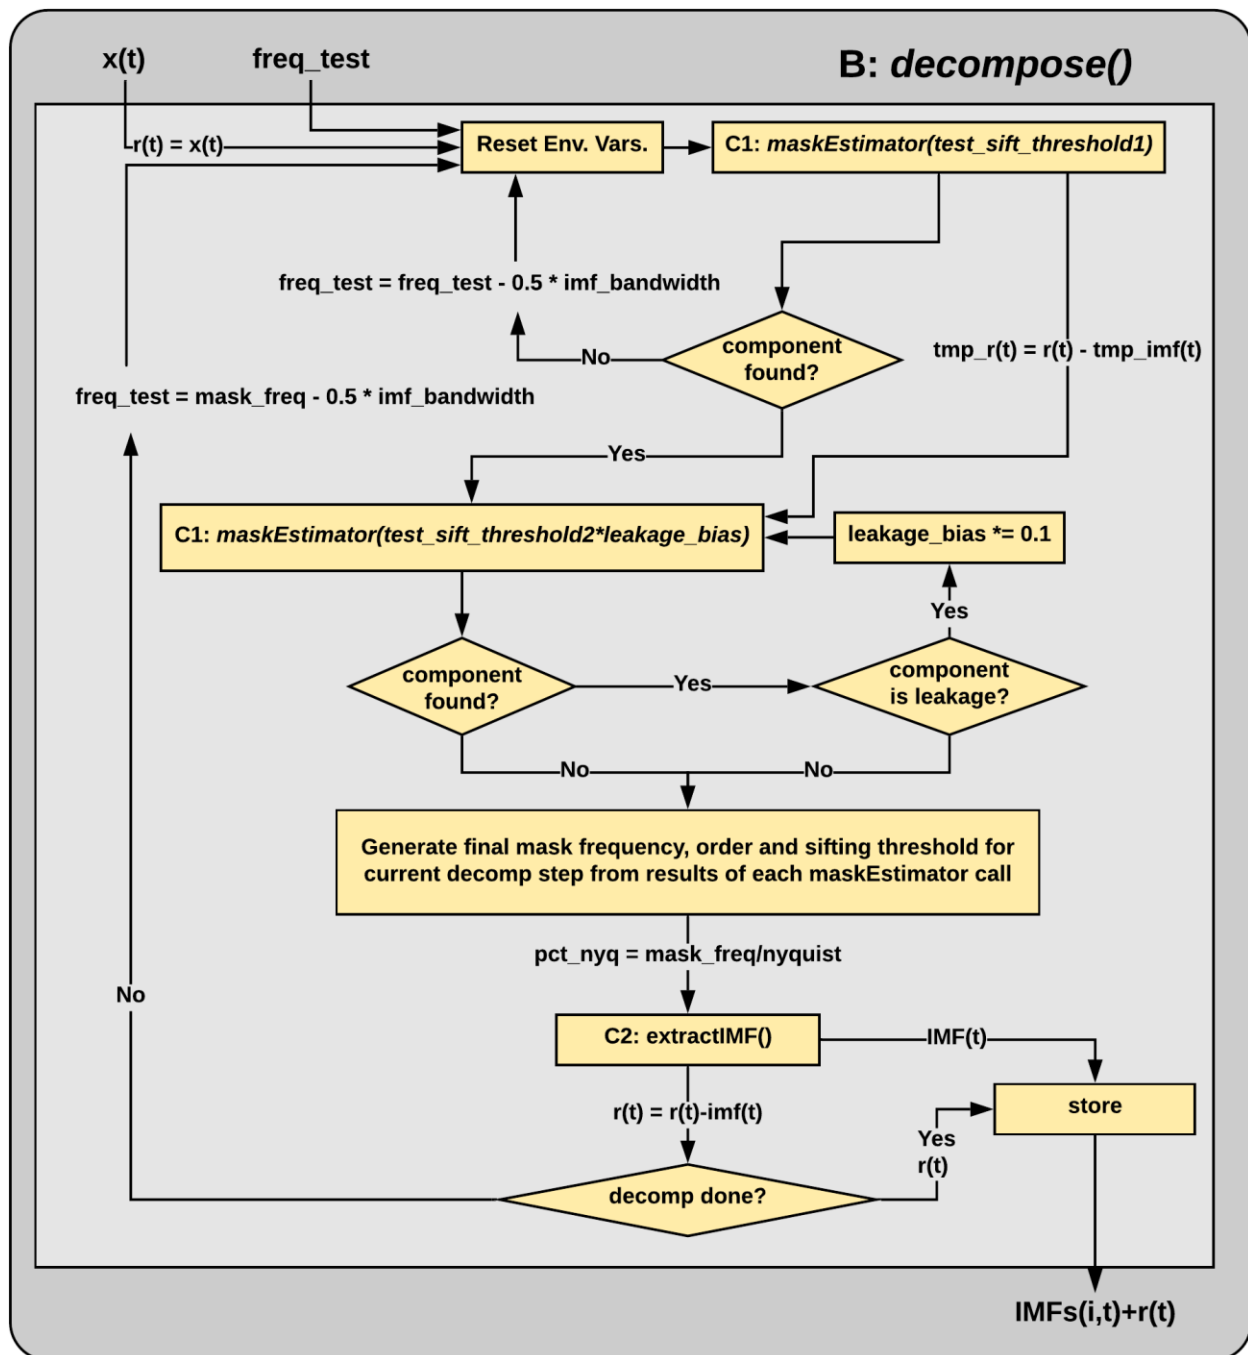 x(t)
freq_test
B: decompose()
r(t) = x(t)
Reset Env. Vars.
C1: maskEstimator(test_sift_threshold1)
freq_test = freq_test - 0.5 * imf_bandwidth
component
found?
No
tmp_r(t) = r(t) - tmp_imf(t)
freq_test = mask_freq - 0.5 * imf_bandwidth
Yes
C1: maskEstimator(test_sift_threshold2*leakage_bias)
leakage_bias *= 0.1
Yes
component
found?
Yes
component
is leakage?
No
No
Generate final mask frequency, order and sifting threshold for
current decomp step from results of each maskEstimator call
pct_nyq = mask_freq/nyquist
No
C2: extractIMF()
IMF(t)
r(t) = r(t)-imf(t)
store
Yes
r(t)
decomp done?
IMFs(i,t)+r(t)